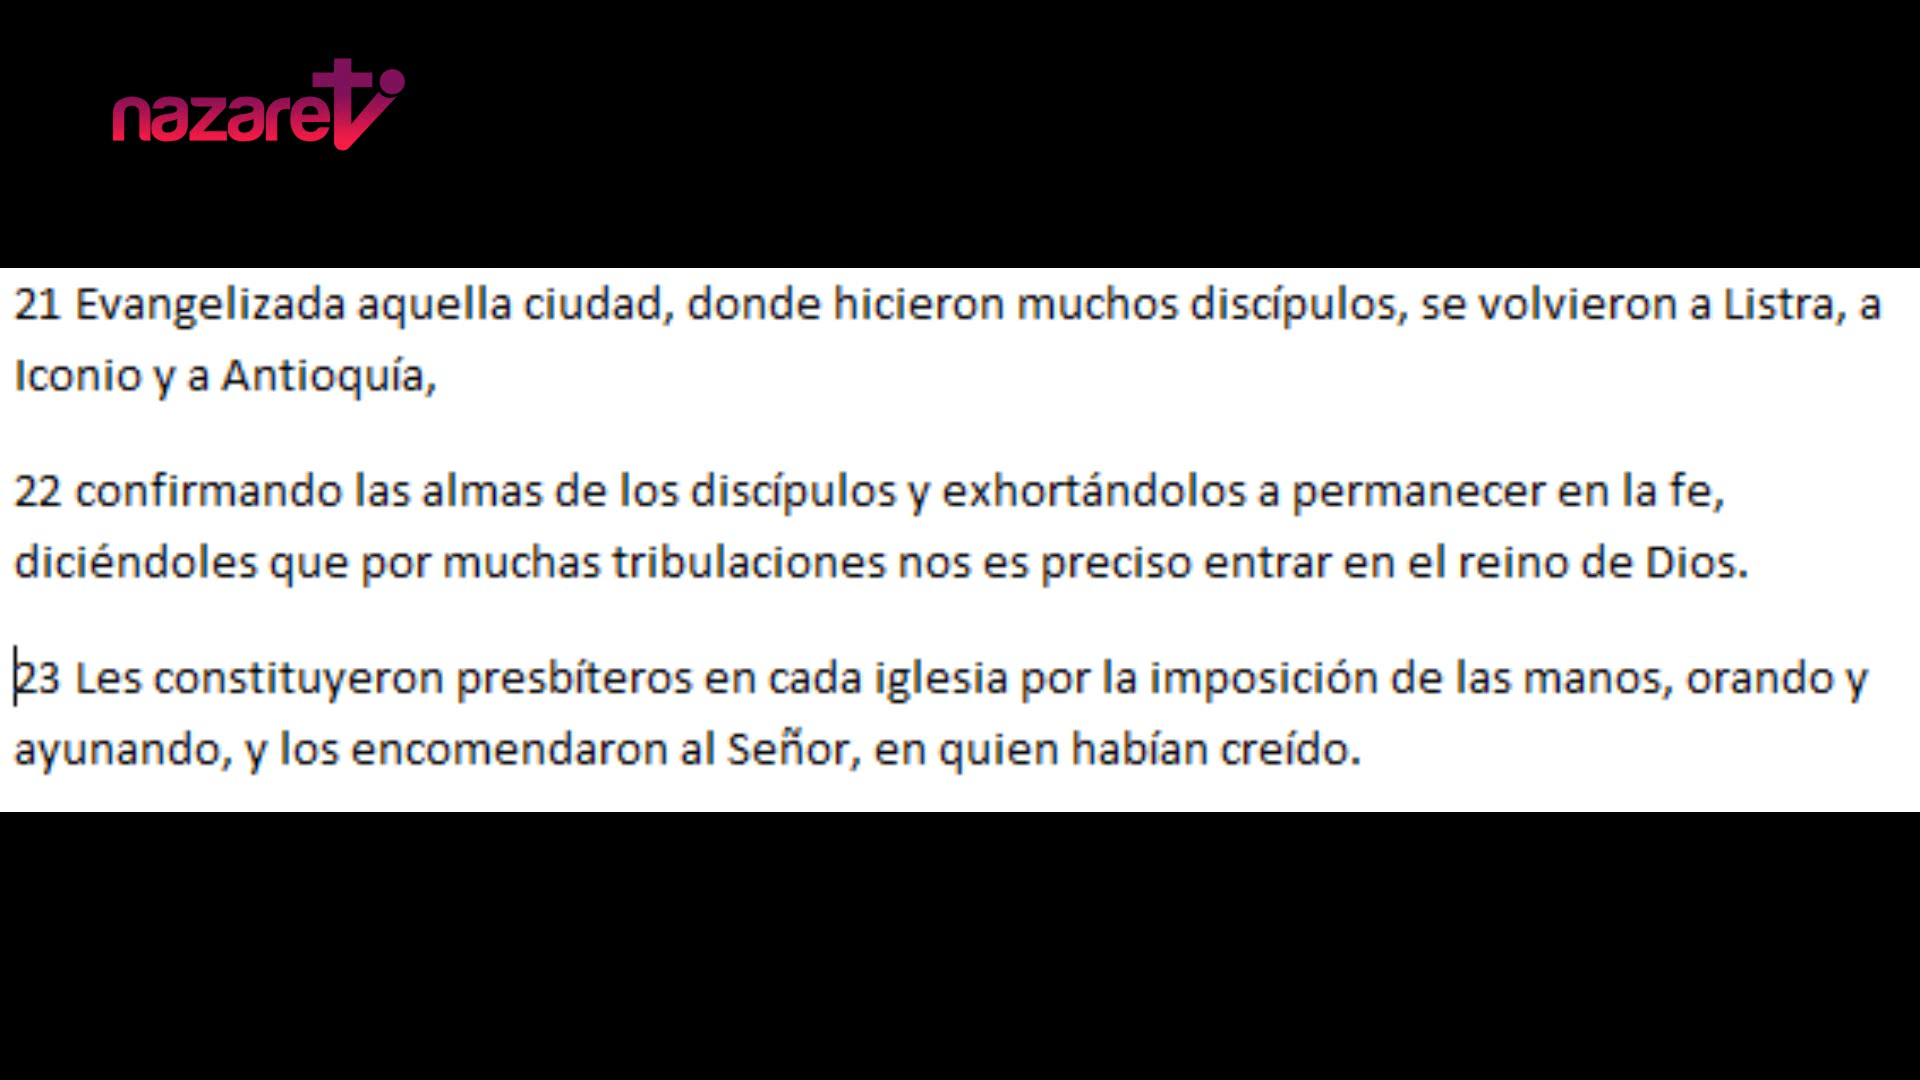 nazaret
21 Evangelizada aquella ciudad, donde hicieron muchos discípulos, se volvieron a Listra, a
Iconio y a Antioquía,
22 confirmando las almas de los discípulos y exhortándolos a permanecer en la fe,
diciéndoles que por muchas tribulaciones nos es preciso entrar en el reino de Dios.
23 Les constituyeron presbíteros en cada iglesia por la imposición de las manos, orando y
ayunando, y los encomendaron al Señor, en quien habían creído.